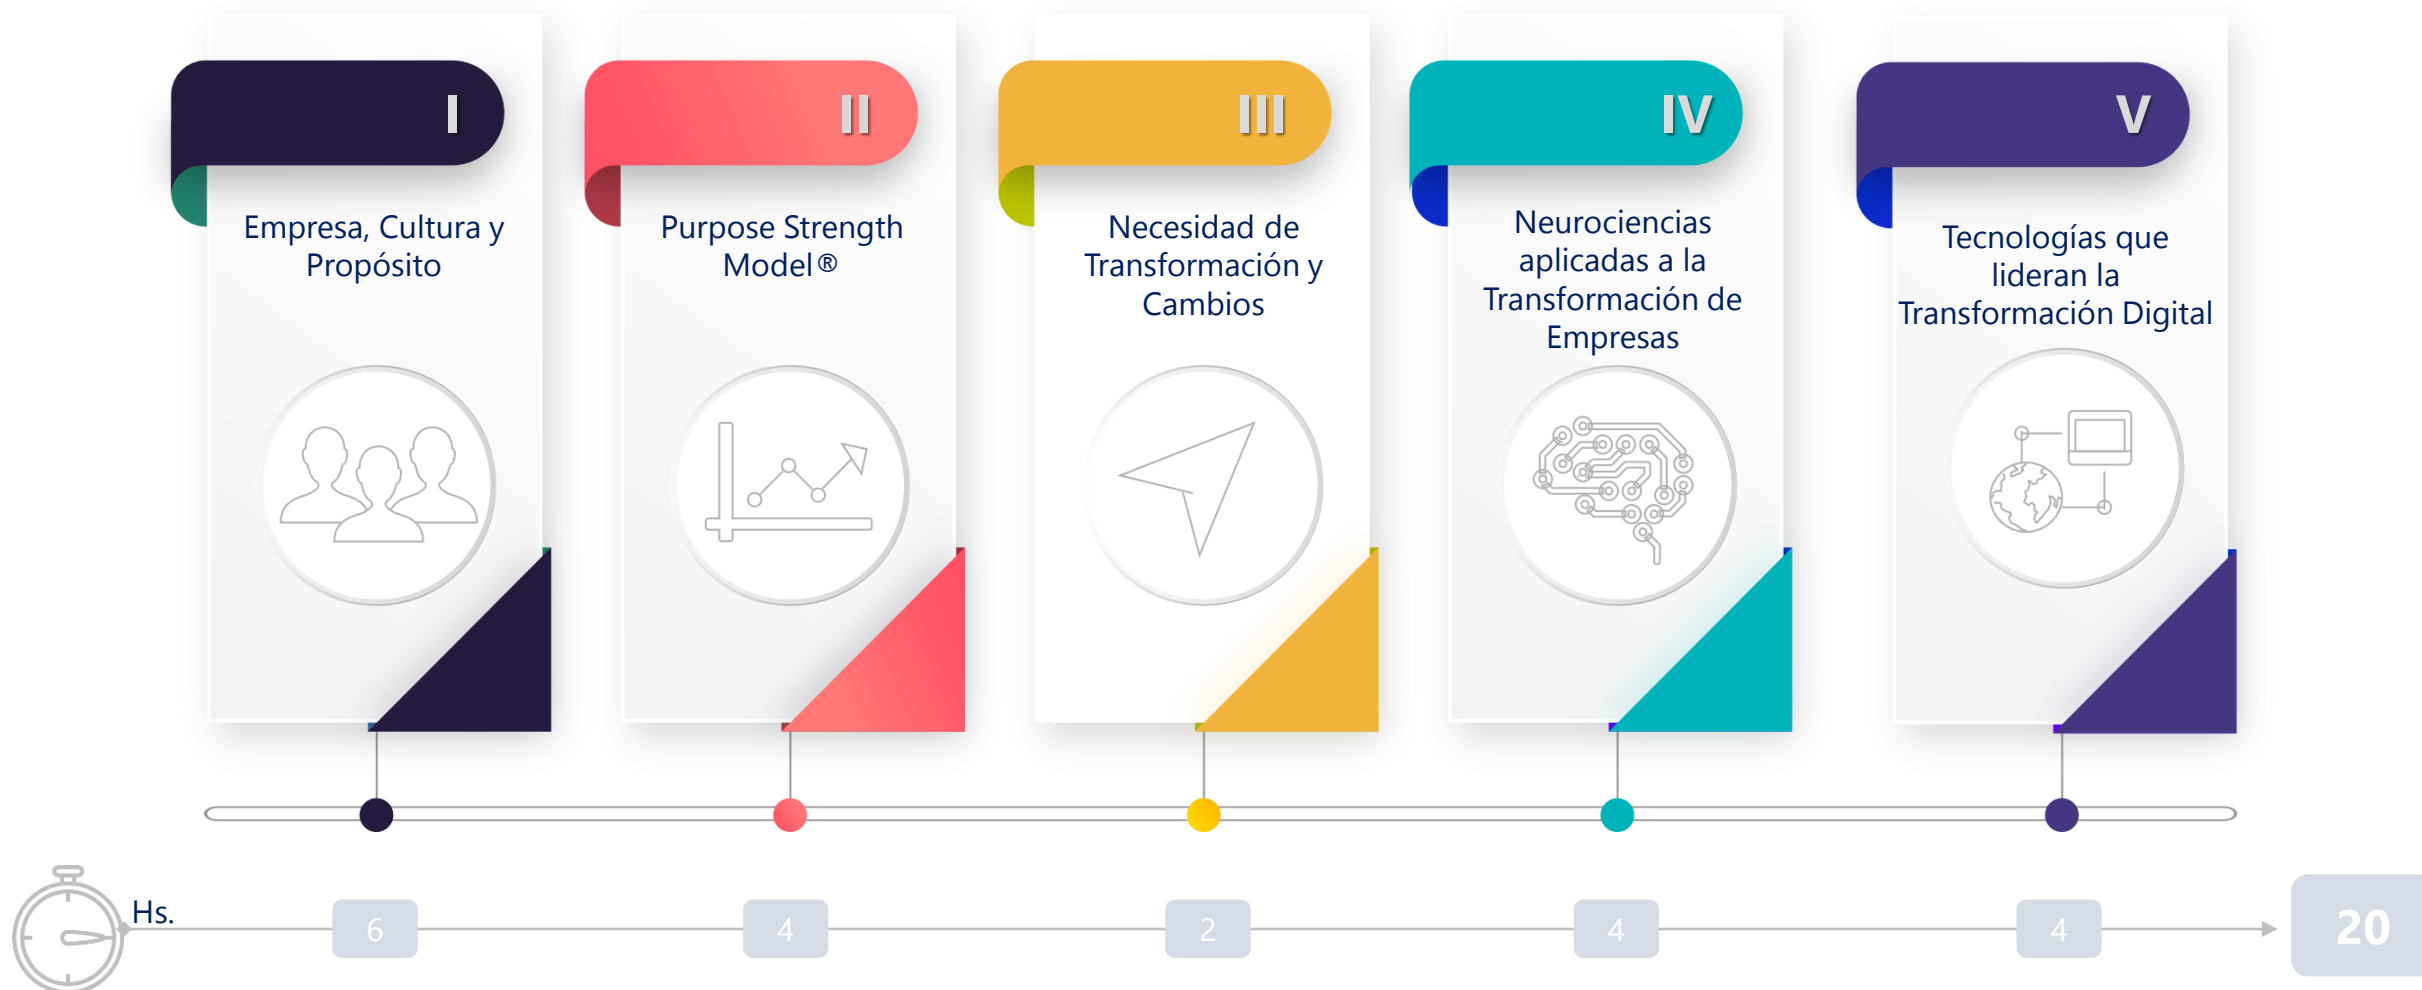 I
Empresa, Cultura y
Propósito
II
Purpose Strength
Model®
III
Necesidad de
Transformación y
Cambios
IV
Neurociencias
aplicadas a la
Transformación de
Empresas
V
Tecnologías que
lideran la
Transformación Digital
Hs.
6
4
2
4
4
20